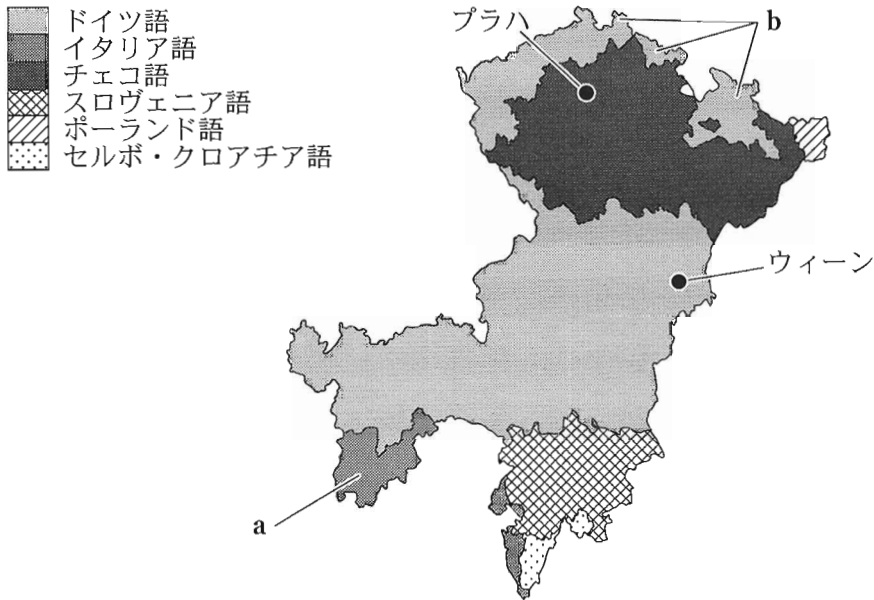 ドイツ語
イタリア語
チェコ語
スロヴェニア語
ポーランド語
セルボ・クロアチア語
プラハ
b
ウィーン
a